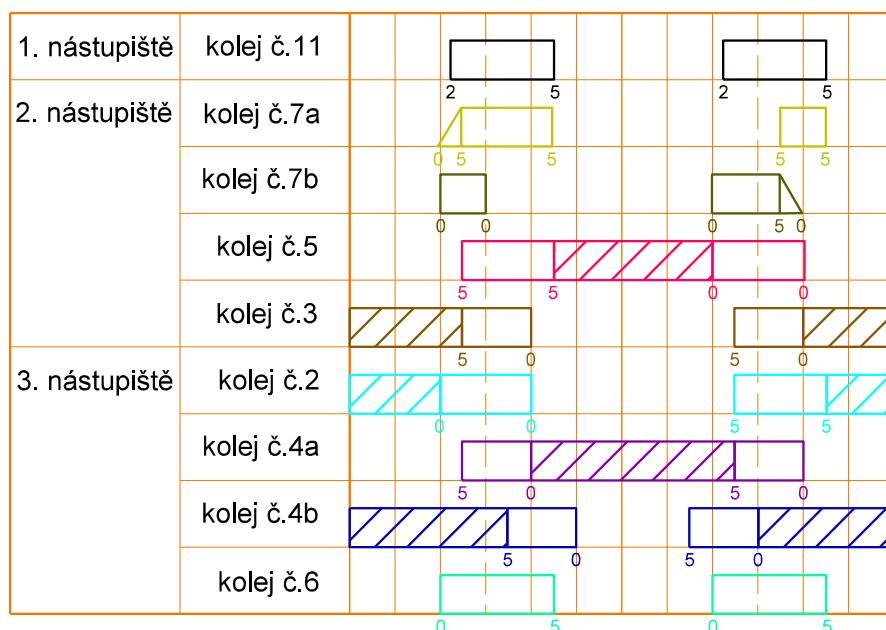 1. nástupiště kolej č.11
2 5 2 5
2. nástupiště kolej č.7a
0 5 5 5 5
kolej č.7b
0 0 0 5 0
kolej č.5
5 5 0 0
kolej č.3
5 0 5 0
3. nástupiště kolej č.2
0 0 5 5
kolej č.4a
5 0 5 0
kolej č.4b
5 0 5 0
kolej č.6
0 5 0 5